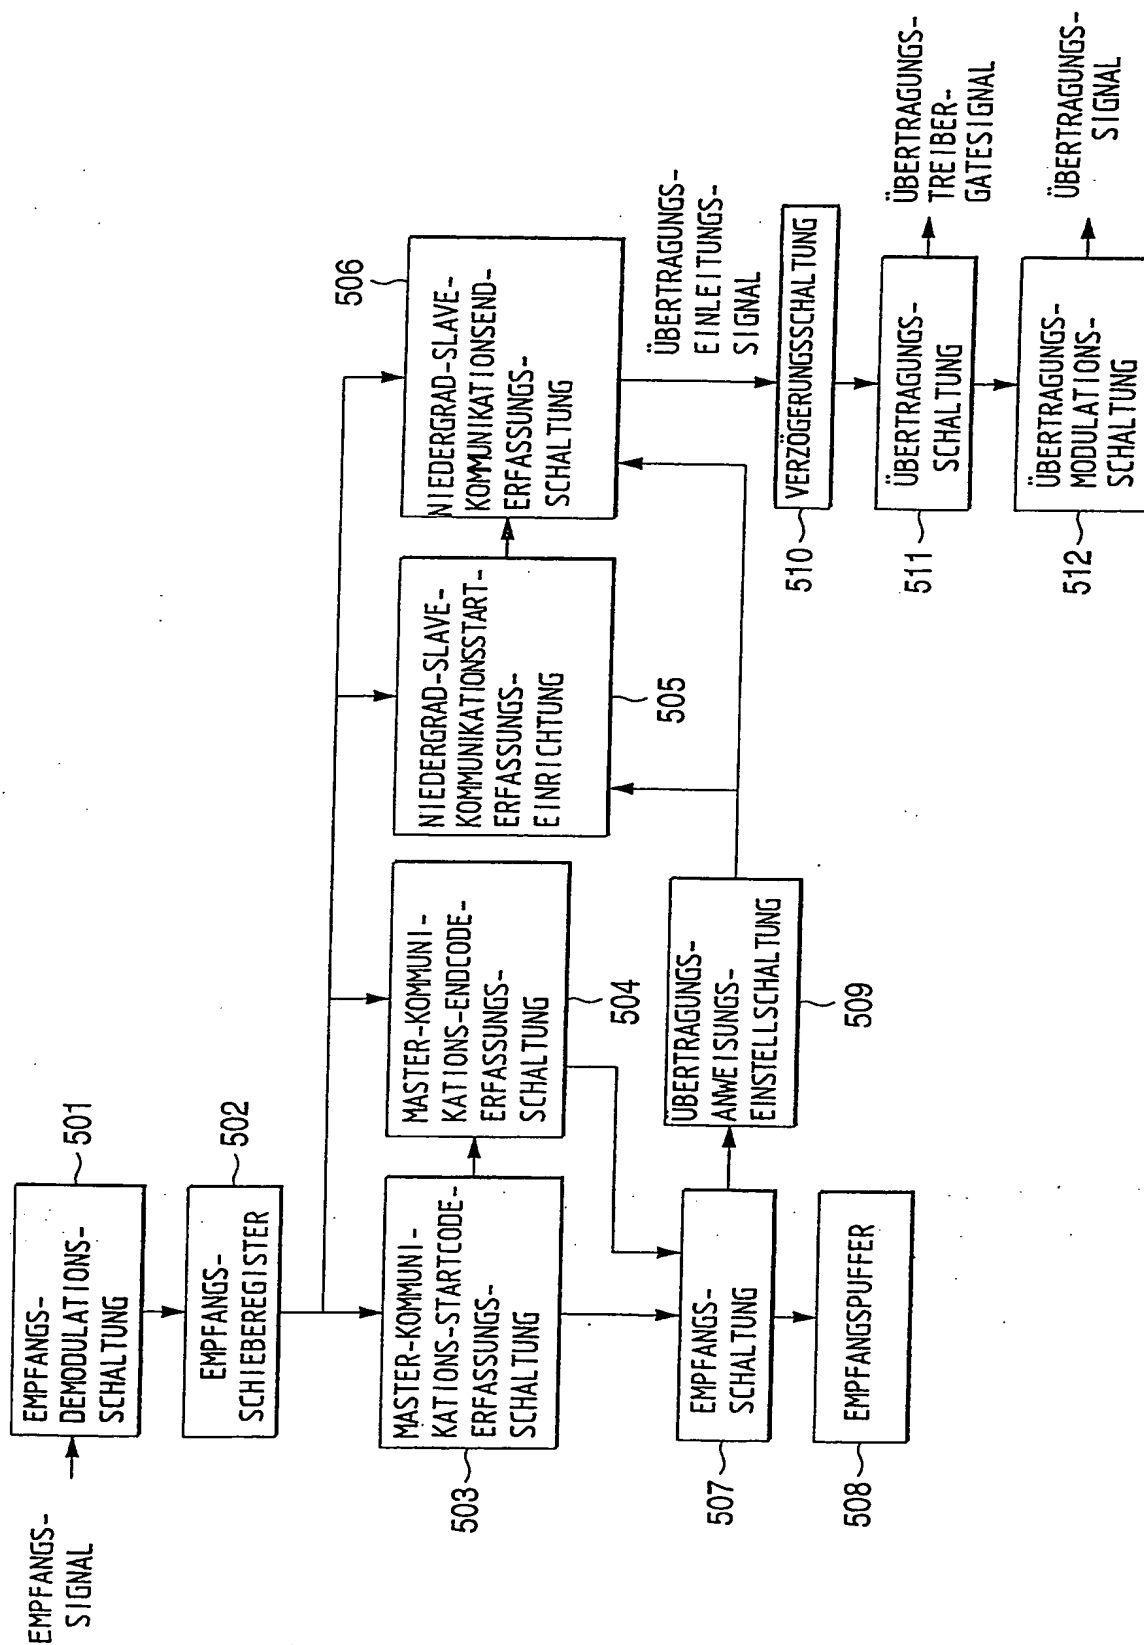 EMPFANGS-
SIGNAL
EMPFANGS-
DEMODULATIONS-
SCHALTUNG
501
EMPFANGS-
SCHIEBEREGISTER
502
MASTER-KOMMUNI-
KATIONS-STARTCODE-
ERFASSUNGS-
SCHALTUNG
503
MASTER-KOMMUNI-
KATIONS-ENDCODE-
ERFASSUNGS-
SCHALTUNG
504
NIEDERGRAD-SLAVE-
KOMMUNIKATIONSSTART-
ERFASSUNGS-
EINRICHTUNG
505
NIEDERGRAD-SLAVE-
KOMMUNIKATIONSEND-
ERFASSUNGS-
SCHALTUNG
506
EMPFANGS-
SCHALTUNG
507
EMPFANGSPUFFER
508
ÜBERTRAGUNGS-
ANWEISUNGS-
EINSTELLSCHALTUNG
509
ÜBERTRAGUNGS-
EINLEITUNGS-
SIGNAL
VERZÖGERUNGSSCHALTUNG
510
ÜBERTRAGUNGS-
SCHALTUNG
511
ÜBERTRAGUNGS-
TREIBER-
GATESIGNAL
ÜBERTRAGUNGS-
MODULATIONS-
SCHALTUNG
512
ÜBERTRAGUNGS-
SIGNAL